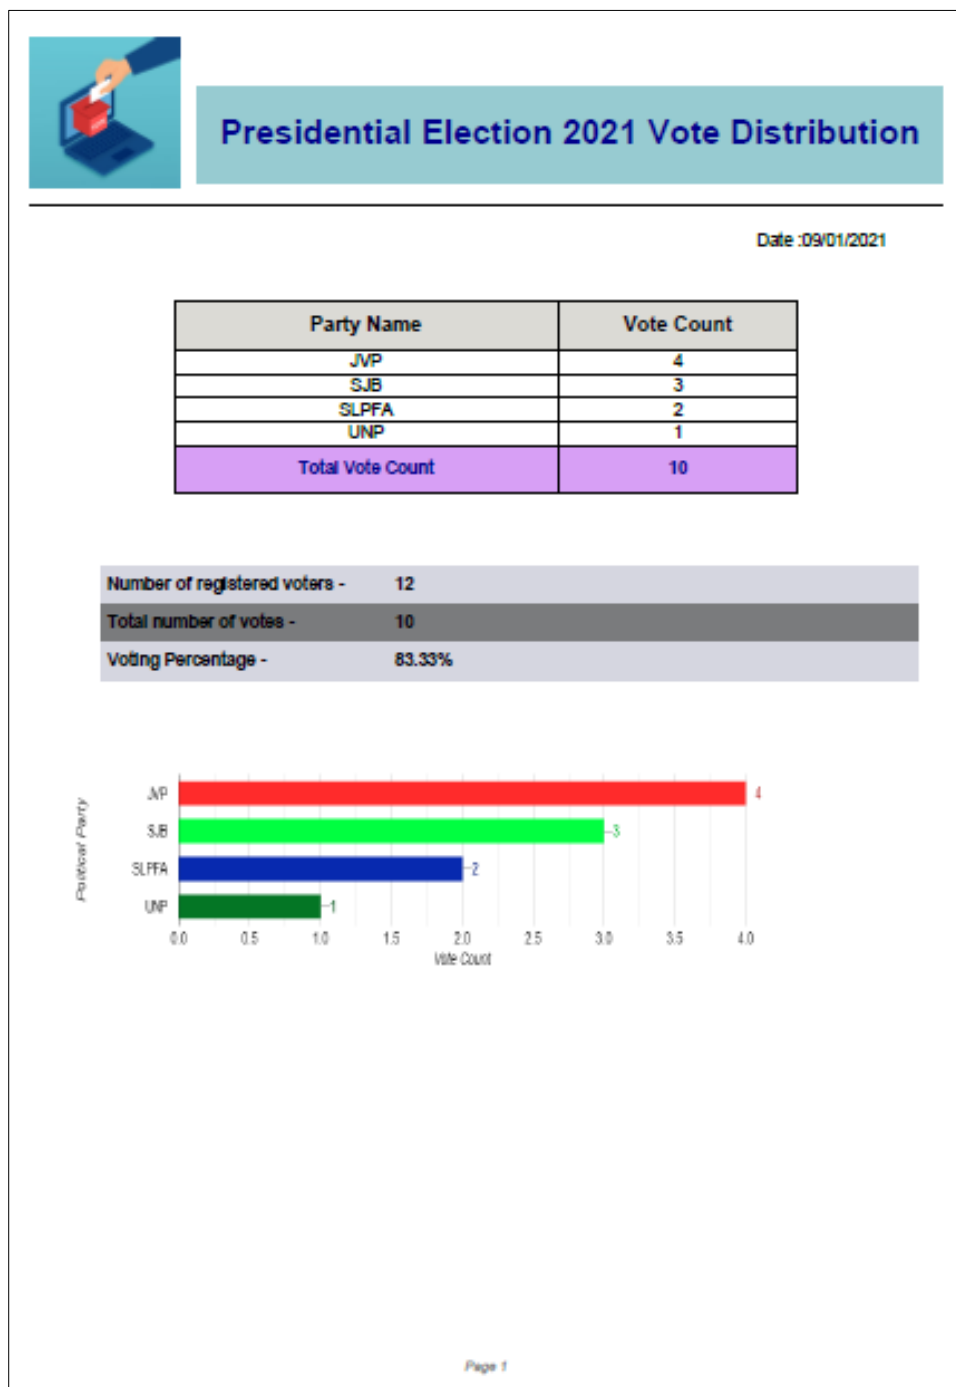 Presidential Election 2021 Vote Distribution
Date :09/01/2021
Party Name Vote Count
JVP 4
SJB 3
SLPFA 2
UNP 1
Total Vote Count 10
Number of registered voters - 12
Total number of votes - 10
Voting Percentage - 83.33%
Political Party
JVP 4
SJB 3
SLPFA 2
UNP 1
0.0 0.5 1.0 1.5 2.0 2.5 3.0 3.5 4.0
Vote Count
Page 1